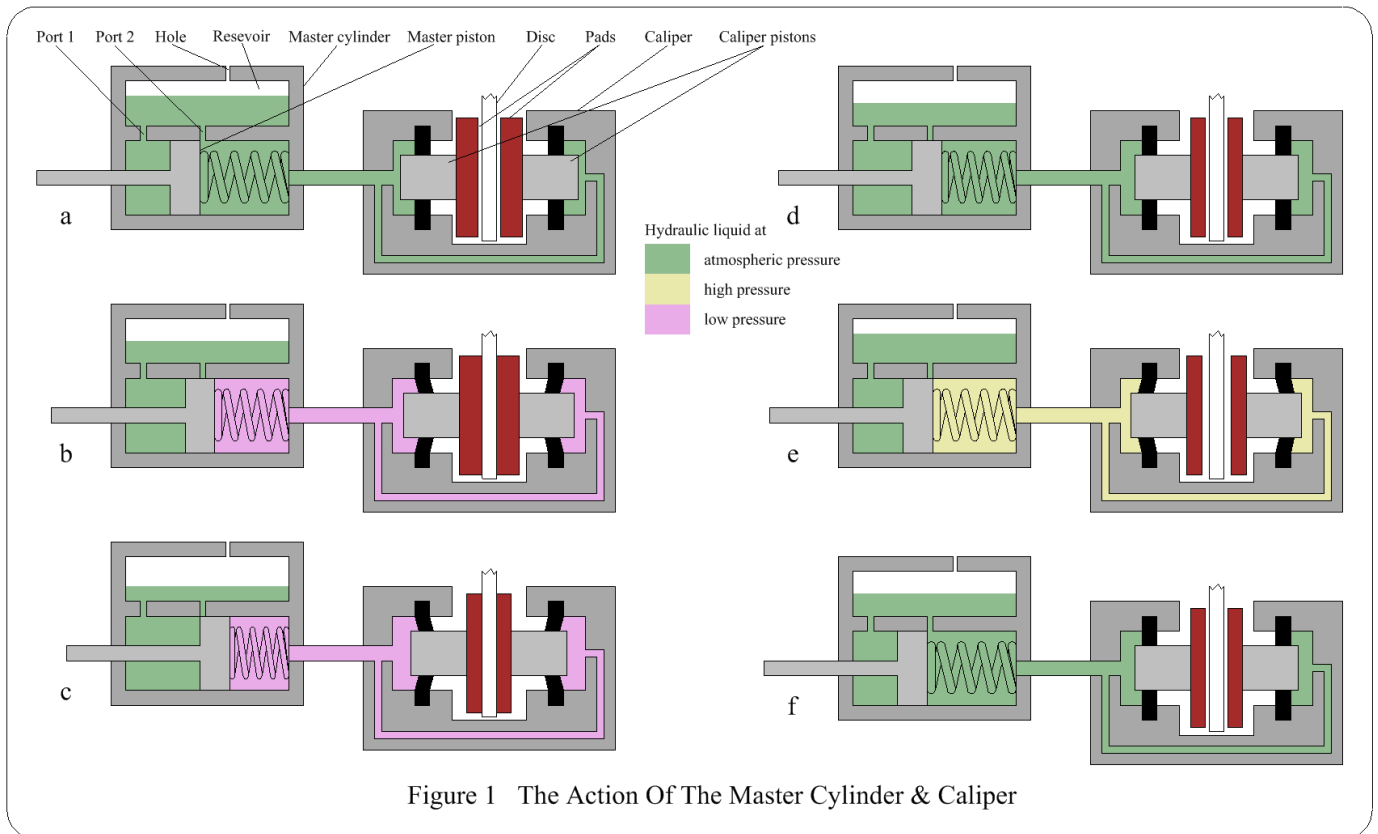 Port 1 Port 2 Hole Resevoir Master cylinder Master piston Disc Pads Caliper Caliper pistons
a
d
Hydraulic liquid at
atmospheric pressure
high pressure
low pressure
b
e
c
f
Figure 1 The Action Of The Master Cylinder & Caliper